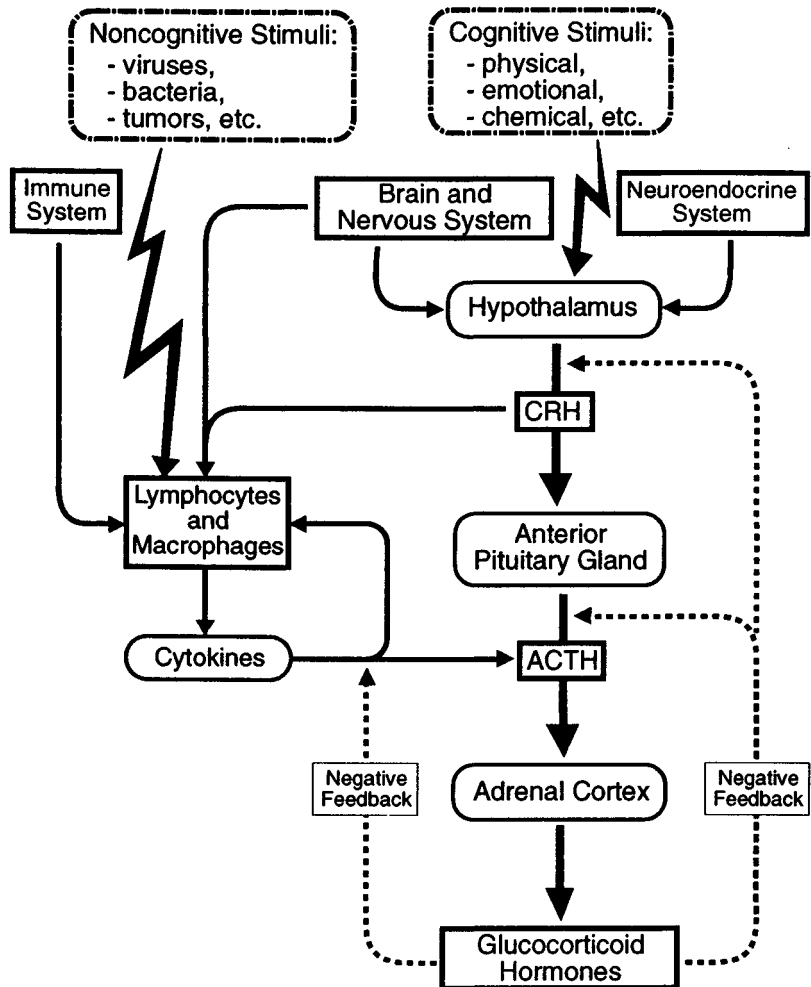 Noncognitive Stimuli:
- viruses,
- bacteria,
- tumors, etc.
Cognitive Stimuli:
- physical,
- emotional,
- chemical, etc.
Immune
System
Brain and
Nervous System
Neuroendocrine
System
Hypothalamus
CRH
Lymphocytes
and
Macrophages
Anterior
Pituitary Gland
Cytokines
ACTH
Negative
Feedback
Adrenal Cortex
Negative
Feedback
Glucocorticoid
Hormones